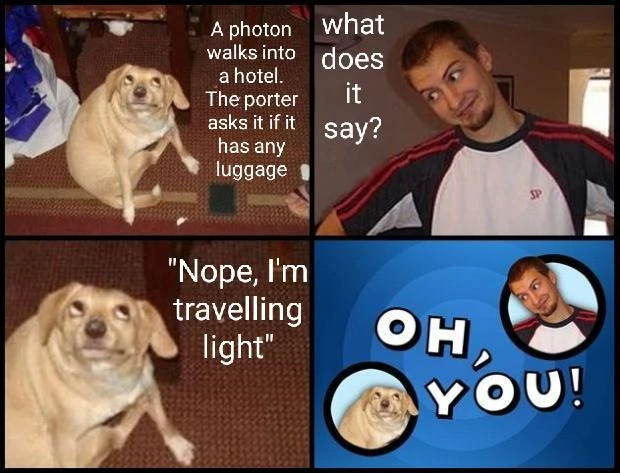 A photon
walks into
a hotel.
The porter
asks it if it
has any
luggage
what
does
it
say?
SP
"Nope, I'm
travelling
light"
OH,
YOU!